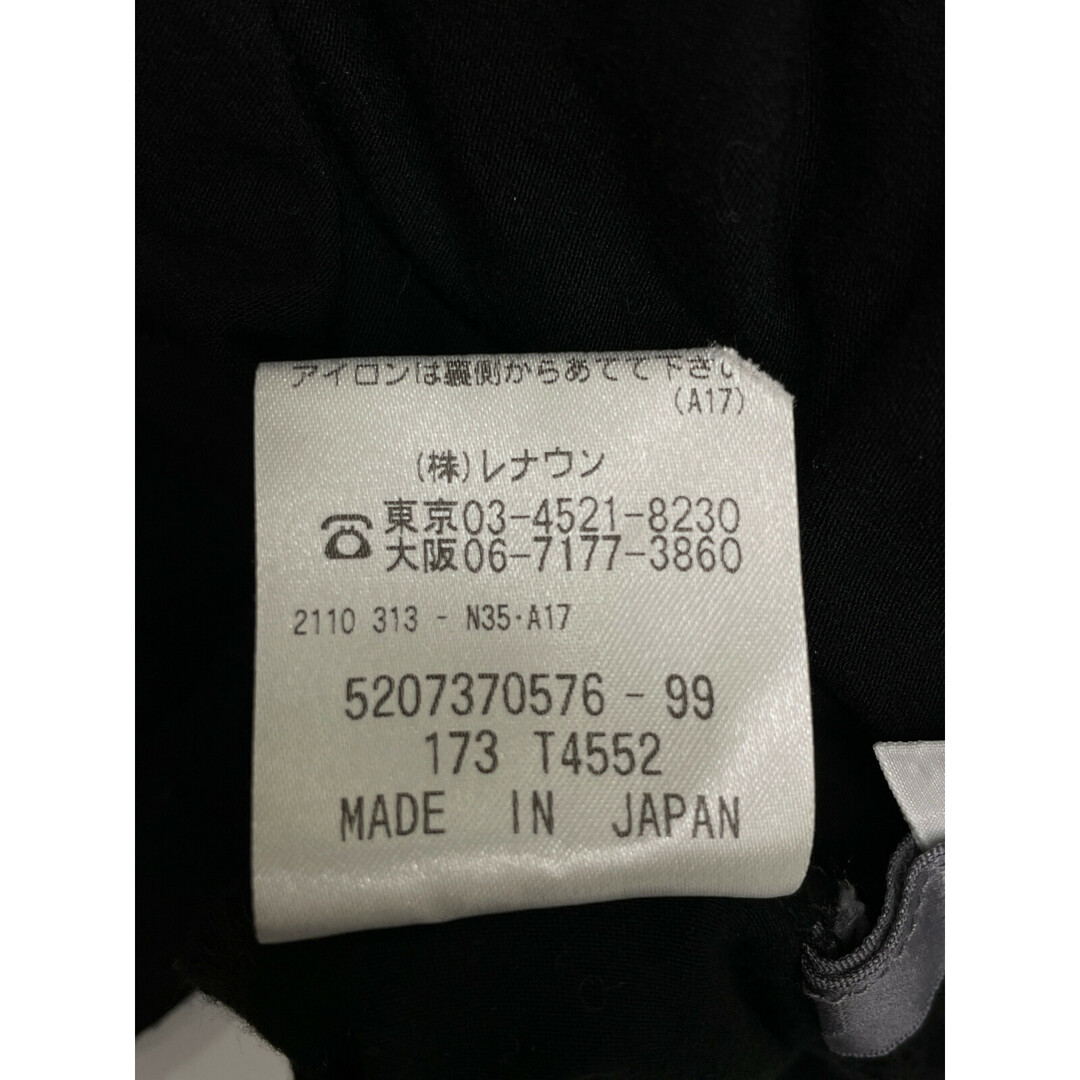 アイロンは裏側からあてて下さい
(A17)
(株)レナウン
東京03-4521-8230
大阪06-7177-3860
2110 313 - N35・A17
5207370576 - 99
173 T4552
MADE IN JAPAN